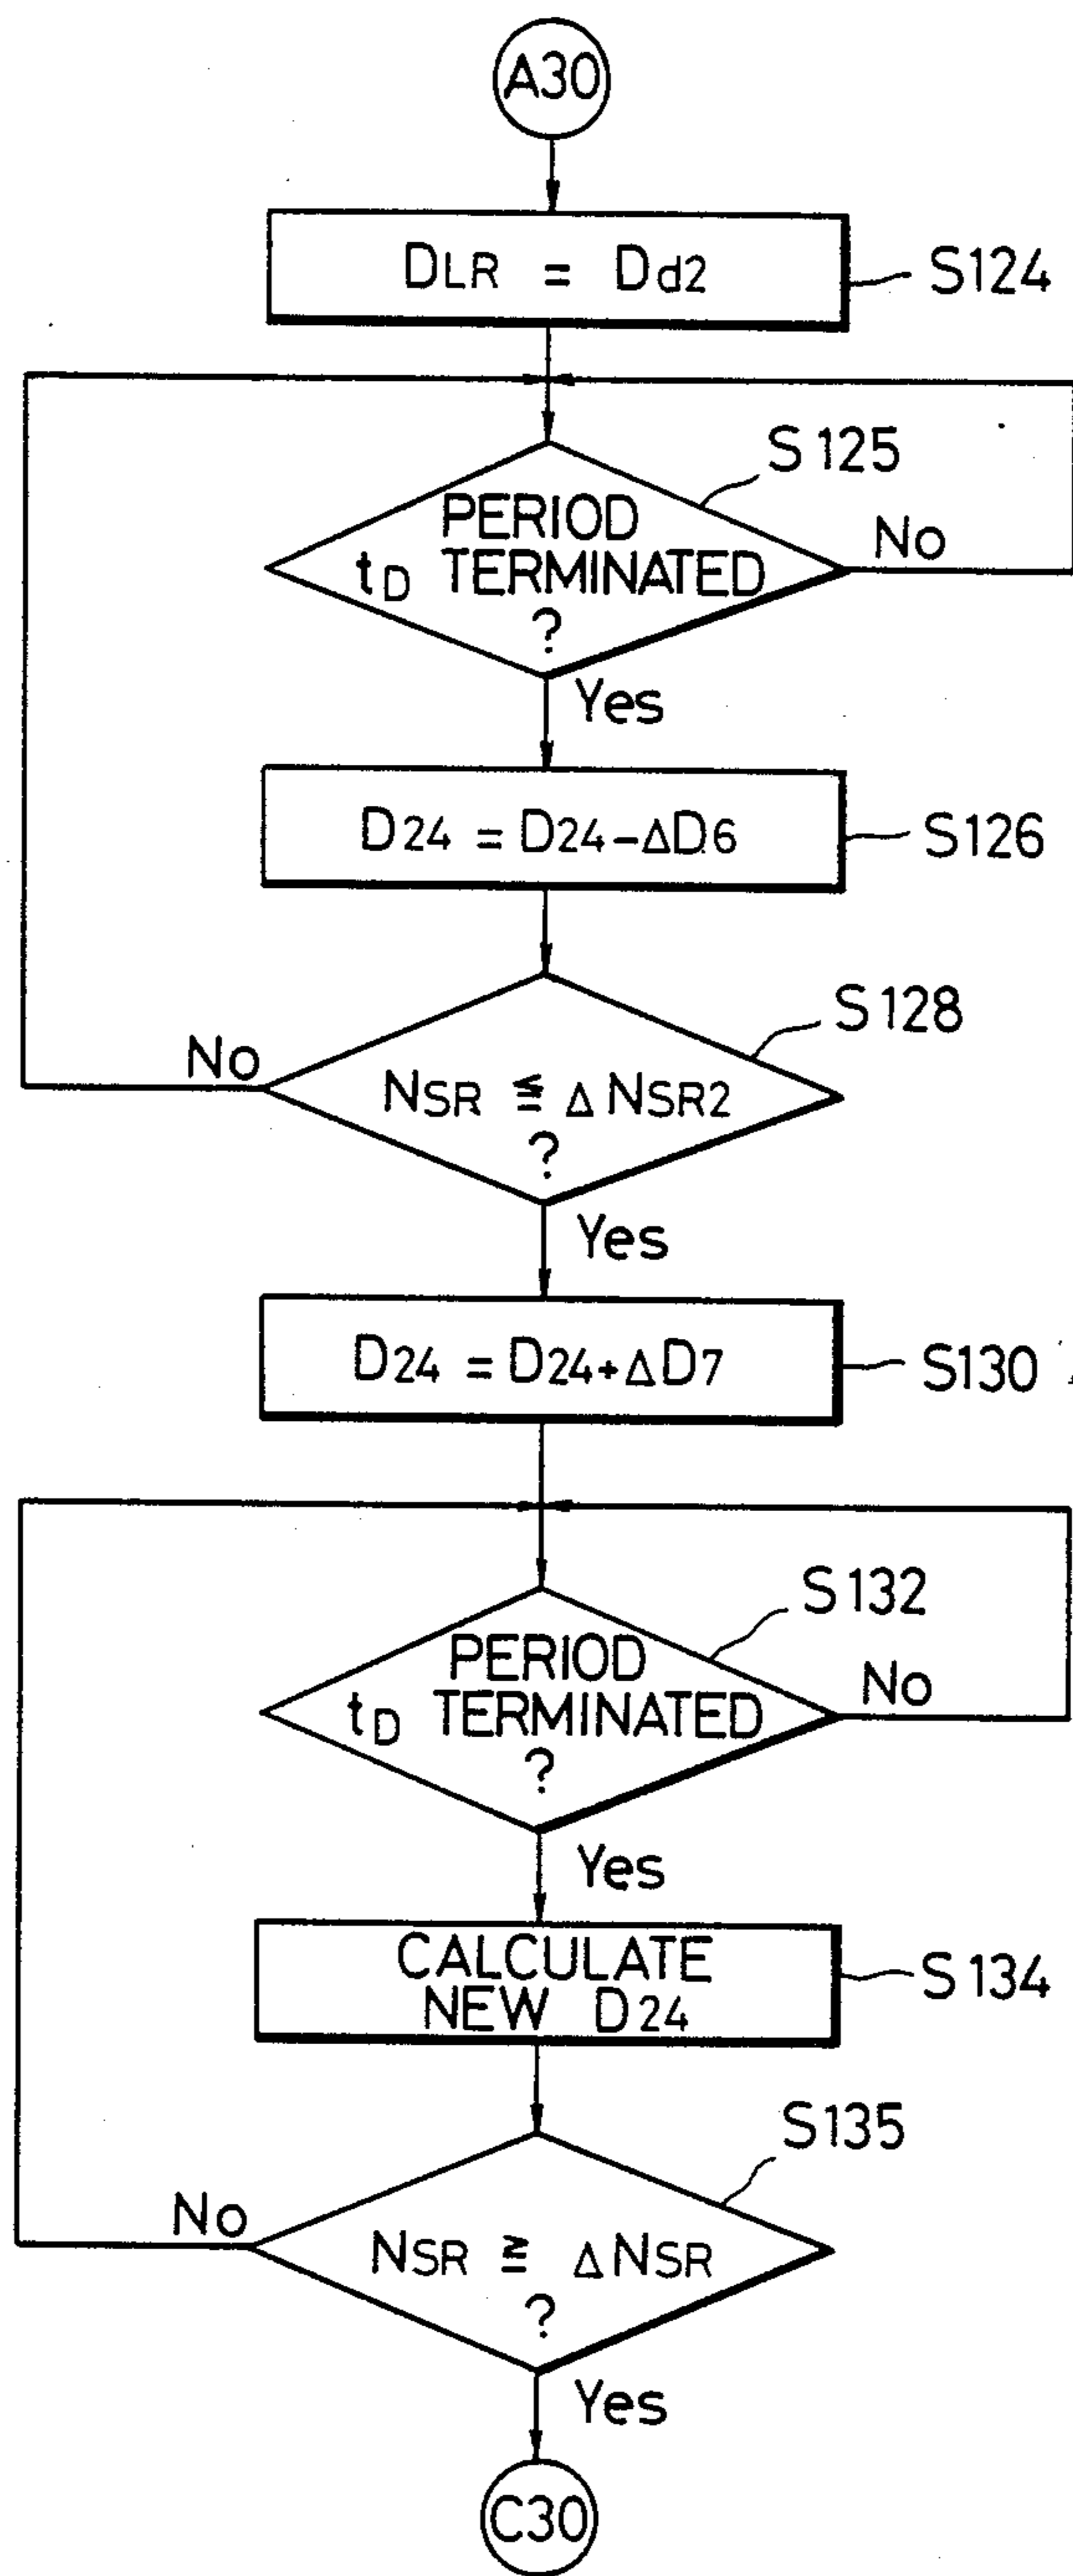 A30
DLR = Dd2
S124
S125
PERIOD
tD TERMINATED
?
No
Yes
D24 = D24-ΔD6
S126
S128
No
NSR ≦ ΔNSR2
?
Yes
D24 = D24+ΔD7
S130
S132
PERIOD
tD TERMINATED
?
No
Yes
CALCULATE
NEW D24
S134
S135
No
NSR ≧ ΔNSR
?
Yes
C30